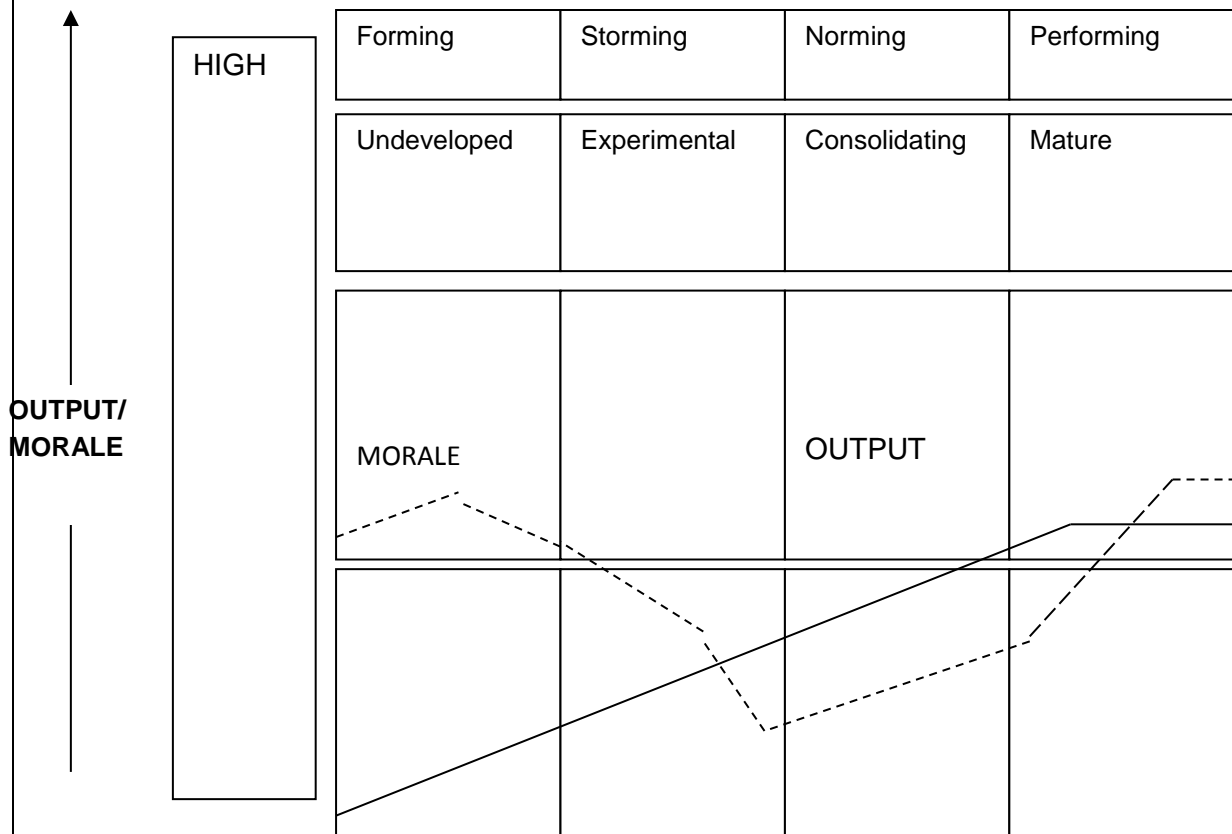 HIGH
Forming Storming Norming Performing
Undeveloped Experimental Consolidating Mature
OUTPUT/
MORALE
MORALE
OUTPUT